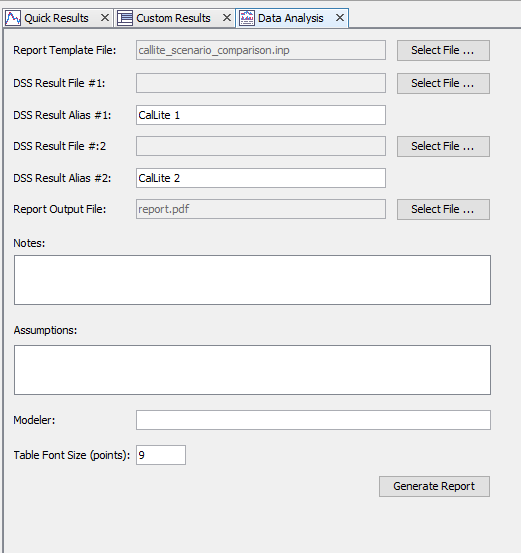 Quick Results Custom Results Data Analysis
Report Template File: callite_scenario_comparison.inp Select File ...
DSS Result File #1: Select File ...
DSS Result Alias #1: CalLite 1
DSS Result File #:2 Select File ...
DSS Result Alias #2: CalLite 2
Report Output File: report.pdf Select File ...
Notes:
Assumptions:
Modeler:
Table Font Size (points): 9
Generate Report